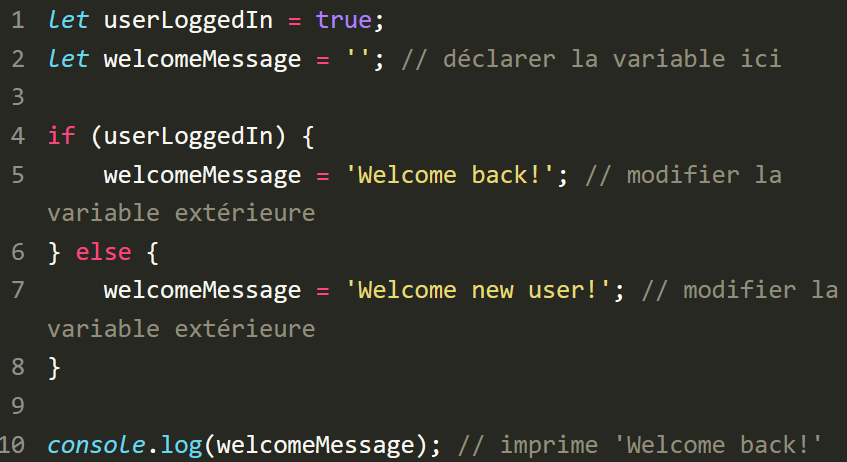 1 let userLoggedIn = true;
2 let welcomeMessage = ''; // déclarer la variable ici
3
4 if (userLoggedIn) {
5     welcomeMessage = 'Welcome back!'; // modifier la
variable extérieure
6 } else {
7     welcomeMessage = 'Welcome new user!'; // modifier la
variable extérieure
8 }
9
10 console.log(welcomeMessage); // imprime 'Welcome back!'